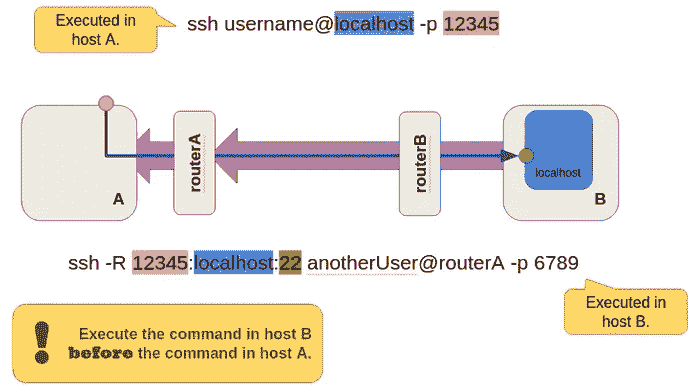 Executed in
host A.
ssh username@localhost -p 12345
routerA
routerB
localhost
A
B
ssh -R 12345:localhost:22 anotherUser@routerA -p 6789
Executed in
host B.
! Execute the command in host B
before the command in host A.